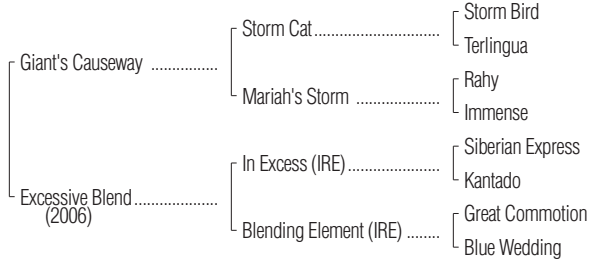 Storm Bird
Storm Cat..............................
Terlingua
Giant's Causeway ................
Rahy
Mariah's Storm ....................
Immense
Siberian Express
In Excess (IRE)......................
Kantado
Excessive Blend....................
(2006)
Great Commotion
Blending Element (IRE) ........
Blue Wedding